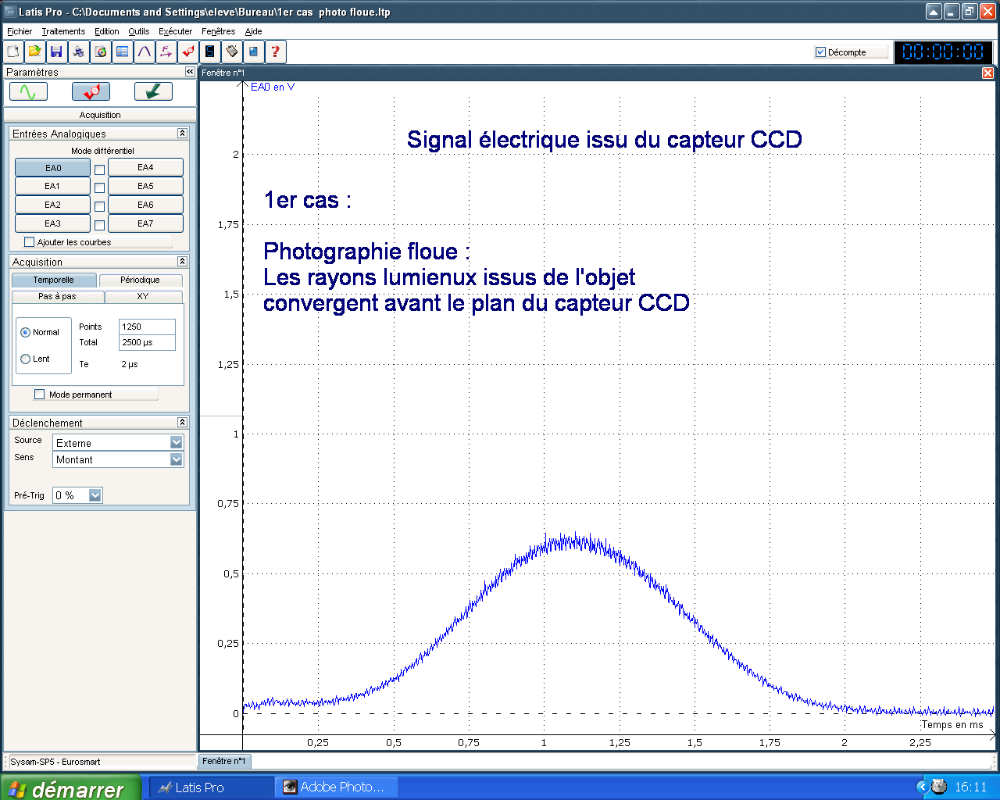 Latis Pro - C:\Documents and Settings\eleve\Bureau\1er cas  photo floue.ltp
Fichier Traitements Edition Outils Exécuter Fenêtres Aide
Décompte 00:00:00
Paramètres
Acquisition
Entrées Analogiques
Mode différentiel
EA0 EA4
EA1 EA5
EA2 EA6
EA3 EA7
Ajouter les courbes
Acquisition
Temporelle Périodique
Pas à pas XY
Normal
Lent
Points 1250
Total 2500 µs
Te 2 µs
Mode permanent
Déclenchement
Source Externe
Sens Montant
Pré-Trig 0 %
Fenêtre n°1
EA0 en V
Signal électrique issu du capteur CCD
1er cas :
Photographie floue :
Les rayons lumienux issus de l'objet
convergent avant le plan du capteur CCD
2
1,75
1,5
1,25
1
0,75
0,5
0,25
0
Temps en ms
0,25 0,5 0,75 1 1,25 1,5 1,75 2 2,25
Sysam-SP5 - Eurosmart
Fenêtre n°1
démarrer
Latis Pro
Adobe Photo...
16:11